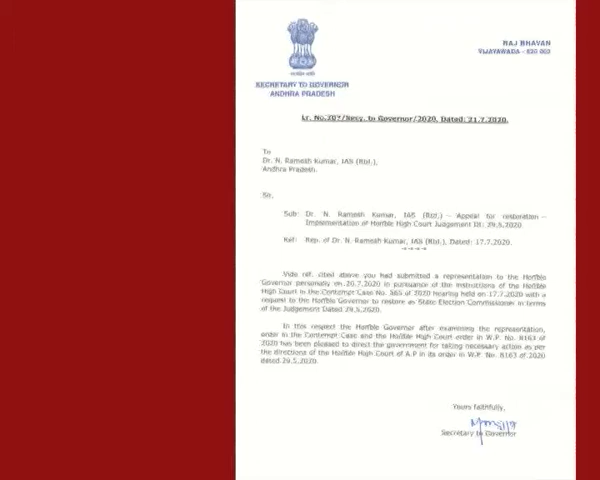 RAJ BHAVAN
VIJAYAWADA - 520 002
SECRETARY TO GOVERNOR
ANDHRA PRADESH
Lr. No.207/Secy. to Governor/2020, Dated: 21.7.2020.
To
Dr. N. Ramesh Kumar, IAS (Rtd.),
Andhra Pradesh.
Sir,
Sub: Dr. N. Ramesh Kumar, IAS (Rtd.) – Appeal for restoration –
Implementation of Hon'ble High Court Judgement Dt: 29.5.2020
Ref: Rep. of Dr. N. Ramesh Kumar, IAS (Rtd.), Dated: 17.7.2020.
****
Vide ref. cited above you had submitted a representation to the Hon'ble
Governor personally on 20.7.2020 in pursuance of the instructions of the Hon'ble
High Court in the Contempt Case No. 565 of 2020 hearing held on 17.7.2020 with a
request to the Hon'ble Governor to restore as State Election Commissioner in terms
of the Judgement Dated 29.5.2020.
In this respect the Hon'ble Governor after examining the representation,
order in the Contempt Case and the Hon'ble High Court order in W.P. No. 8163 of
2020 has been pleased to direct the government for taking necessary action as per
the directions of the Hon'ble High Court of A.P in its order in W.P. No. 8163 of 2020
dated 29.5.2020.
Yours faithfully,
Secretary to Governor